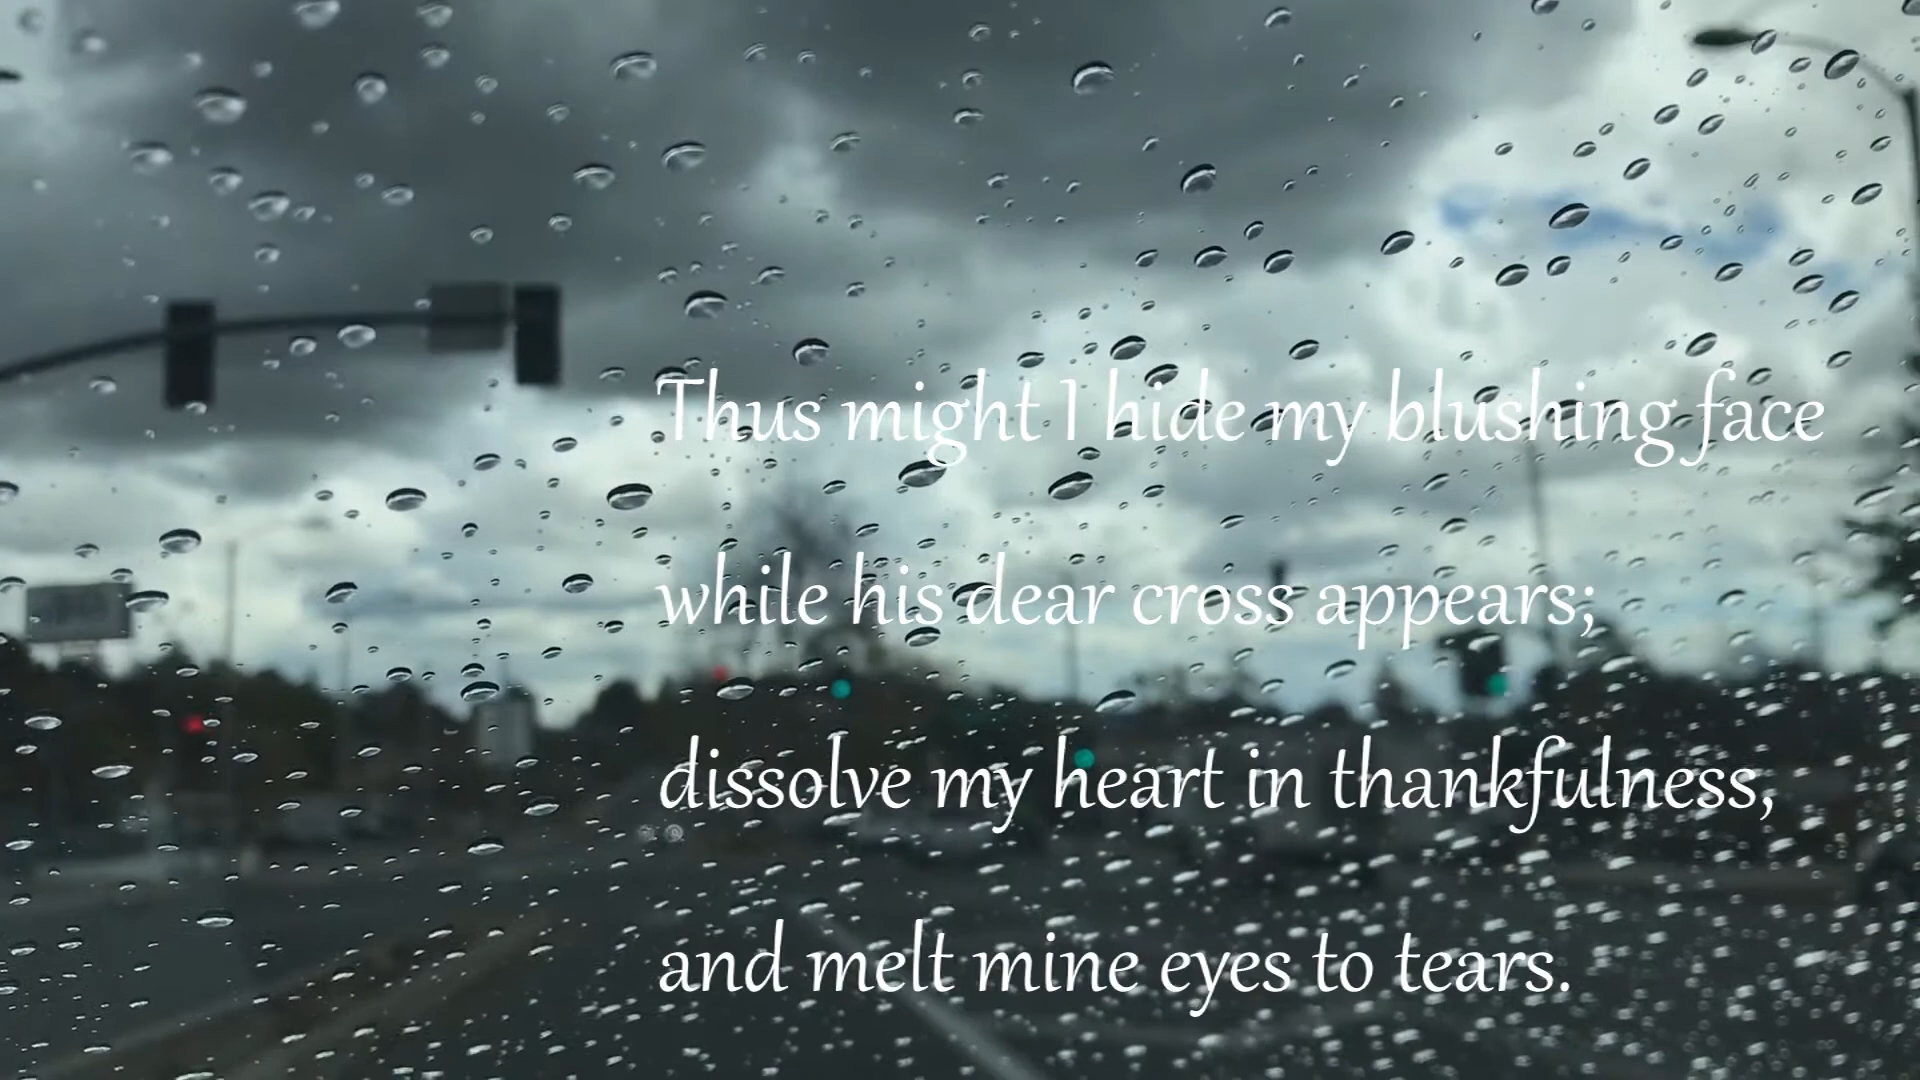 Thus might I hide my blushing face
while his dear cross appears;
dissolve my heart in thankfulness,
and melt mine eyes to tears.